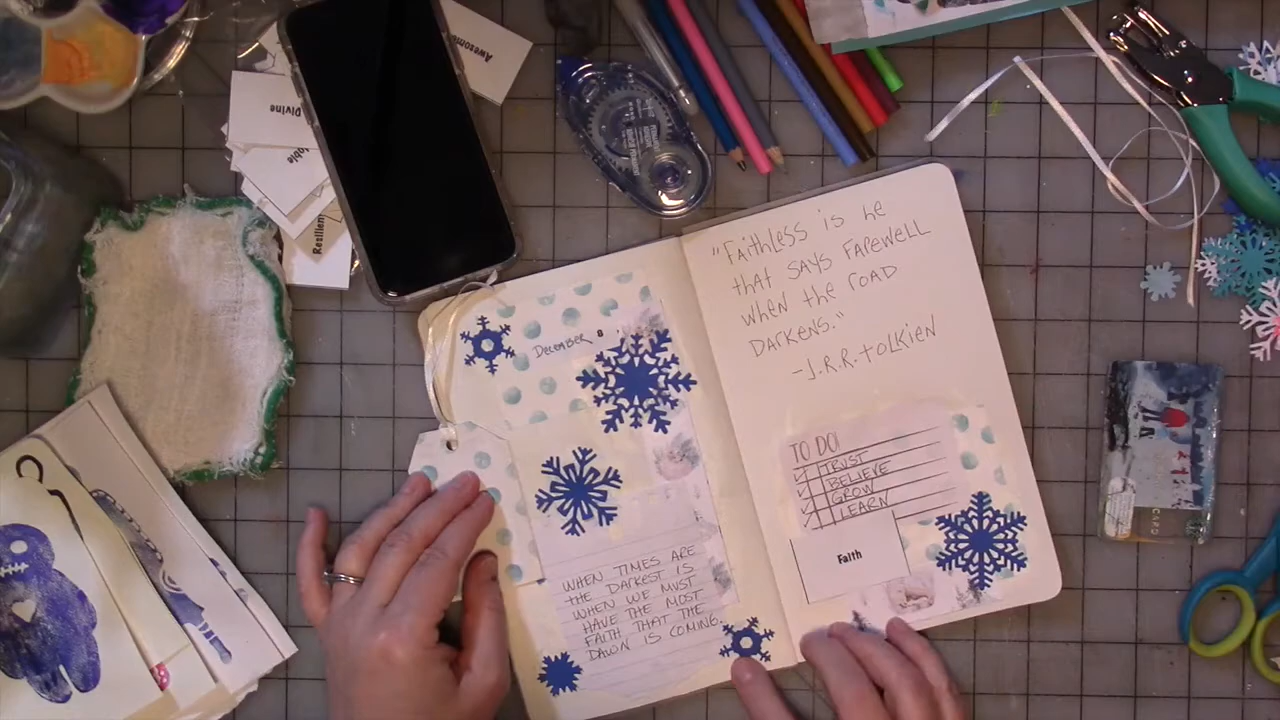 Awesome
Divine
Resilien
December 8
WHEN TIMES ARE
the DARKEST IS
WHEN WE MUST
HAVE THE MOST
FAITH THAT THE
DAWN IS COMING.
"Faithless is he
that SAYS FAREWELL
when the road
DARKENS."
-J.R.R. tolkien
TO DO!
TRUST
BELIEVE
GROW
LEARN
Faith